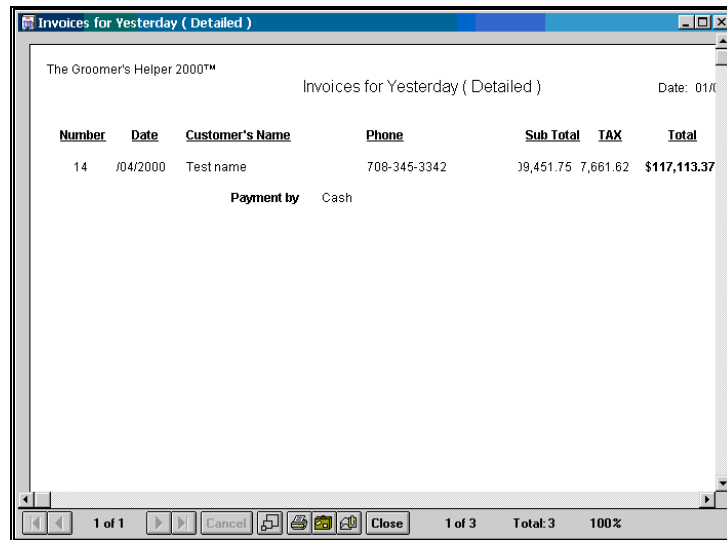 Invoices for Yesterday ( Detailed )
The Groomer's Helper 2000™
Invoices for Yesterday ( Detailed ) Date: 01/0
Number Date Customer's Name Phone Sub Total TAX Total
14 /04/2000 Test name 708-345-3342 09,451.75 7,661.62 $117,113.37
Payment by Cash
1 of 1 Cancel Close 1 of 3 Total:3 100%